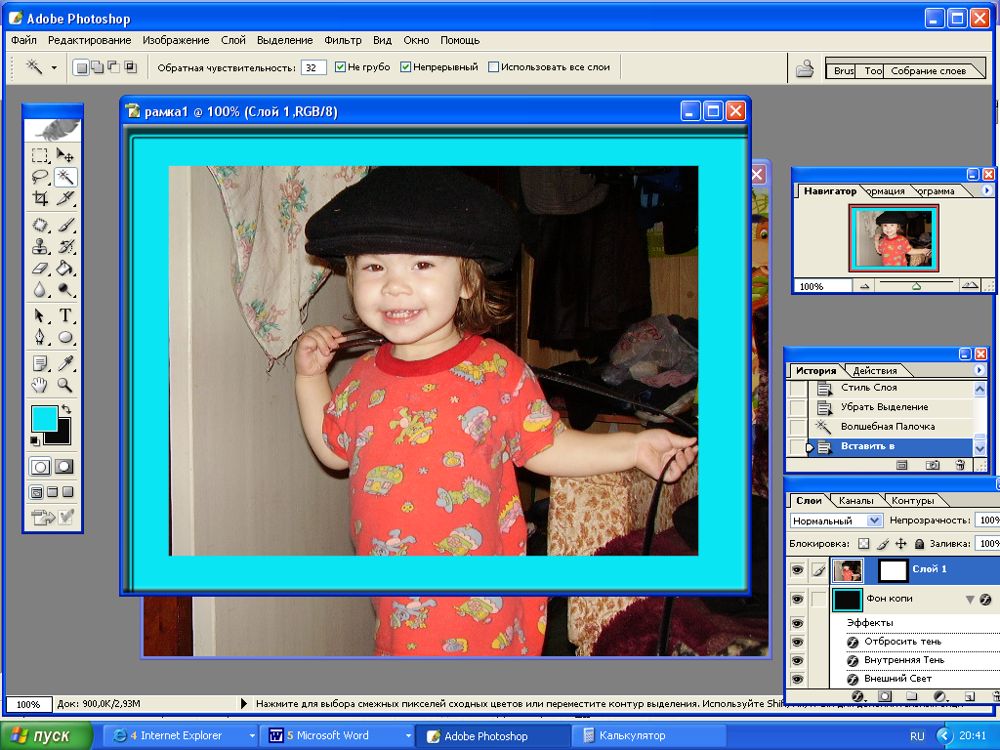 Adobe Photoshop
Файл Редактирование Изображение Слой Выделение Фильтр Вид Окно Помощь
Обратная чувствительность: 32 Не грубо Непрерывный Использовать все слои
Brus Too Собрание слоев
рамка1 @ 100% (Слой 1,RGB/8)
Навигатор рмация ограмма
100%
История Действия
Стиль Слоя
Убрать Выделение
Волшебная Палочка
Вставить в
Слои Каналы Контуры
Нормальный Непрозрачность: 100%
Блокировка: Заливка: 100%
Слой 1
Фон копи
Эффекты
Отбросить тень
Внутренняя Тень
Внешний Свет
100% Док: 900,0K/2,93M Нажмите для выбора смежных пикселей сходных цветов или переместите контур выделения. Используйте Shif
пуск 4 Internet Explorer 5 Microsoft Word Adobe Photoshop Калькулятор RU 20:41